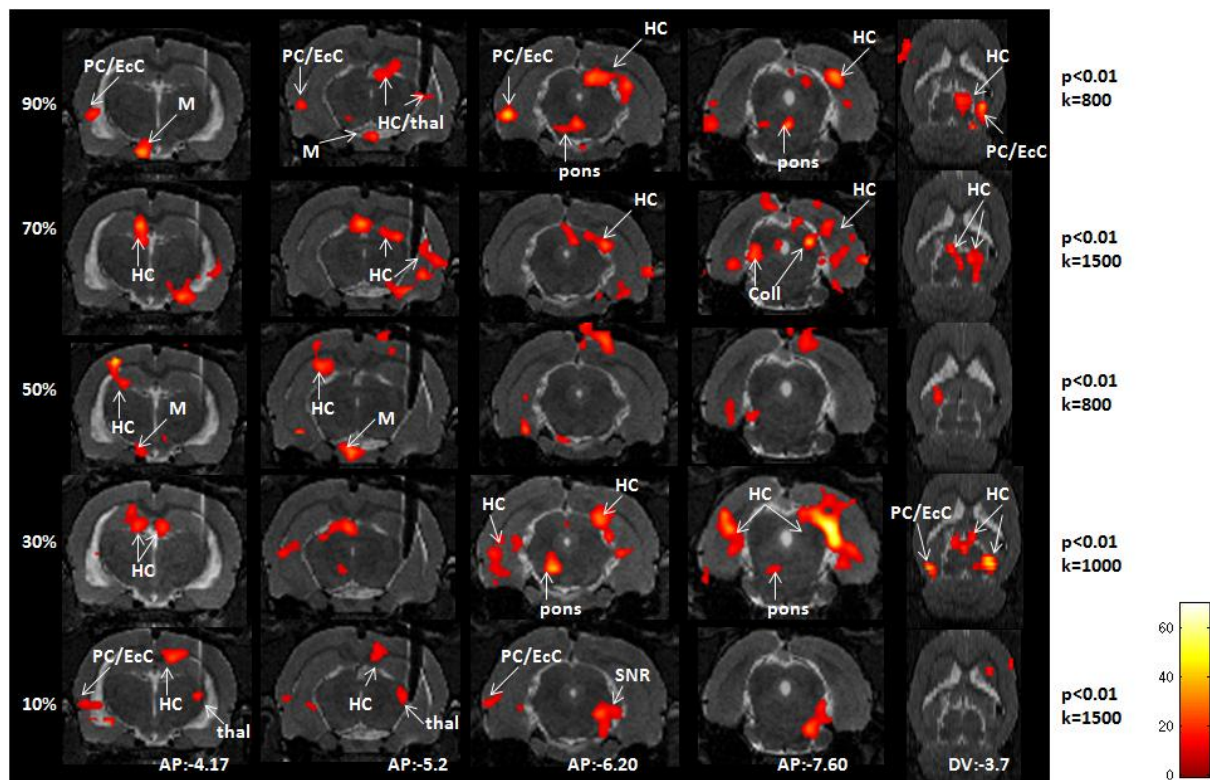 HC
HC
PC/EcC
PC/EcC
PC/EcC
HC
HC
M
90%
p<0.01
k=800
HC/thal
M
pons
pons
PC/EcC
HC
HC
HC
70%
p<0.01
k=1500
HC
HC
Coll
50%
p<0.01
k=800
HC
M
HC
M
HC
HC
HC
PC/EcC
HC
30%
p<0.01
k=1000
HC
pons
pons
PC/EcC
PC/EcC
SNR
10%
p<0.01
k=1500
HC
thal
HC
thal
AP:-4.17
AP:-5.2
AP:-6.20
AP:-7.60
DV:-3.7
60
40
20
0